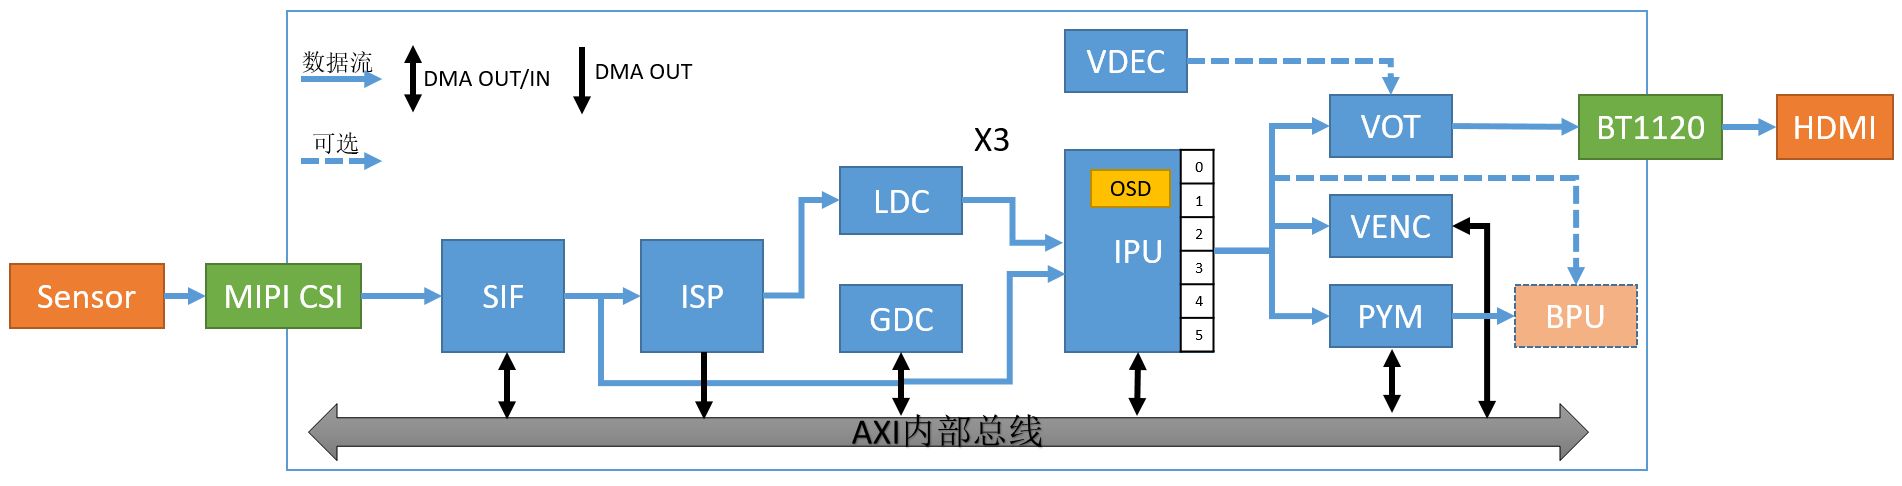 数据流
DMA OUT/IN
DMA OUT
可选
X3
VDEC
VOT
BT1120
HDMI
LDC
OSD
IPU
0
1
2
3
4
5
VENC
Sensor
MIPI CSI
SIF
ISP
GDC
PYM
BPU
AXI内部总线